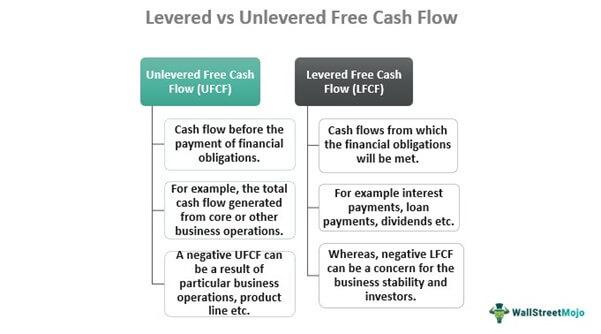 Levered vs Unlevered Free Cash Flow
Unlevered Free Cash
Flow (UFCF)
Cash flow before the
payment of financial
obligations.
For example, the total
cash flow generated
from core or other
business operations.
A negative UFCF can
be a result of
particular business
operations, product
line etc.
Levered Free Cash
Flow (LFCF)
Cash flows from which
the financial obligations
will be met.
For example interest
payments, loan
payments, dividends etc.
Whereas, negative LFCF
can be a concern for the
business stability and
investors.
WallStreetMojo